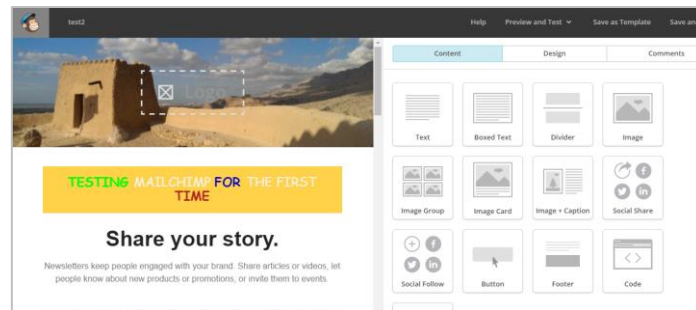 test2
Help
Preview and Test
Save as Template
Save an
Content
Design
Comments
Logo
TESTING MAILCHIMP FOR THE FIRST
TIME
Share your story.
Newsletters keep people engaged with your brand. Share articles or videos, let
people know about new products or promotions, or invite them to events.
Text
Boxed Text
Divider
Image
Image Group
Image Card
Image + Caption
Social Share
Social Follow
Button
Footer
Code